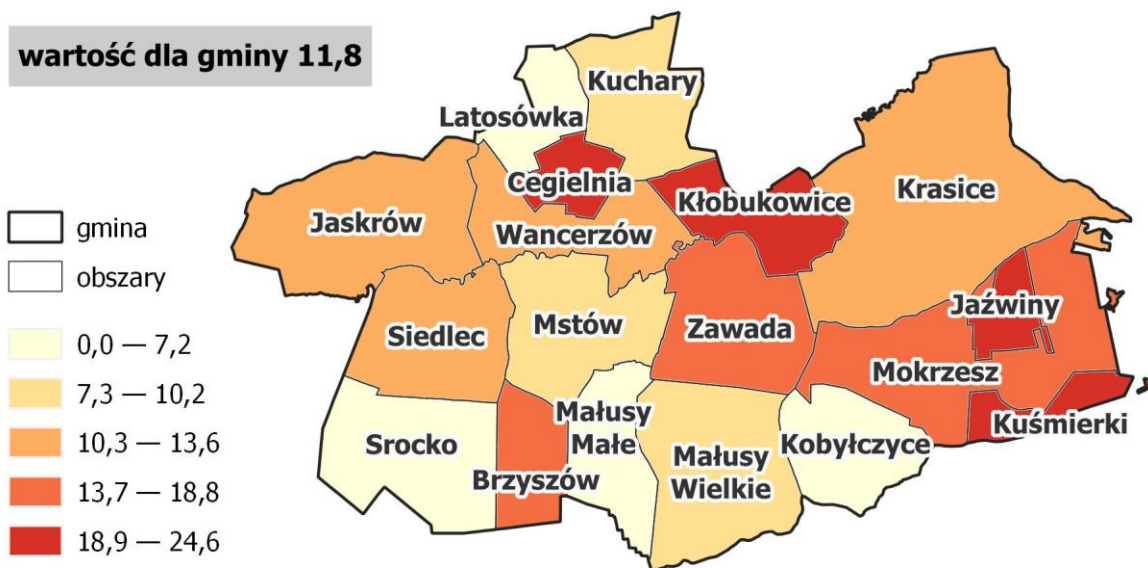 wartość dla gminy 11,8
Kuchary
Latosówka
Cegielnia
Kłobukowice
Krasice
Jaskrów
Wancerzów
gmina
obszary
Jaźwiny
Siedlec
Mstów
Zawada
Mokrzesz
0,0 — 7,2
7,3 — 10,2
10,3 — 13,6
13,7 — 18,8
18,9 — 24,6
Srocko
Brzyszów
Małusy
Małe
Małusy
Wielkie
Kobyłczyce
Kuśmierki